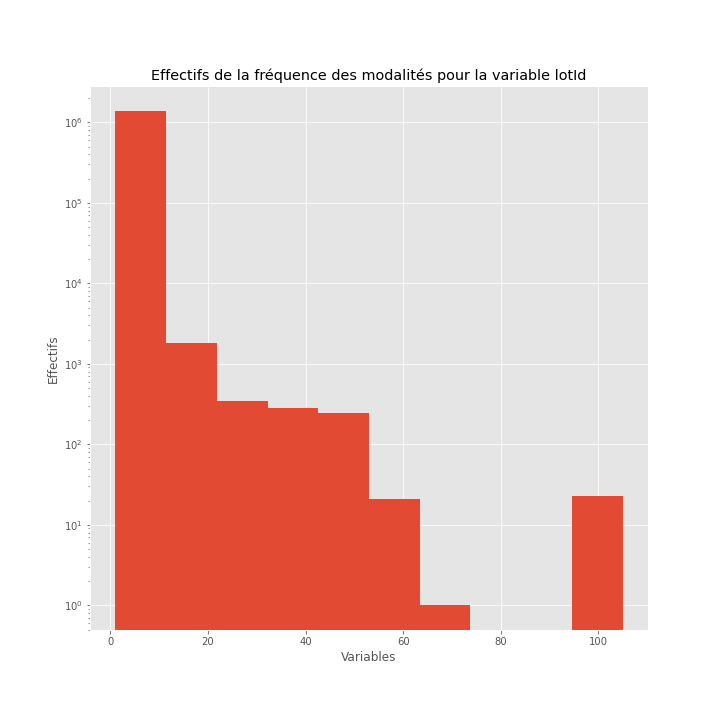 Effectifs de la fréquence des modalités pour la variable lotId
Effectifs
10⁶
10⁵
10⁴
10³
10²
10¹
10⁰
0 20 40 60 80 100
Variables